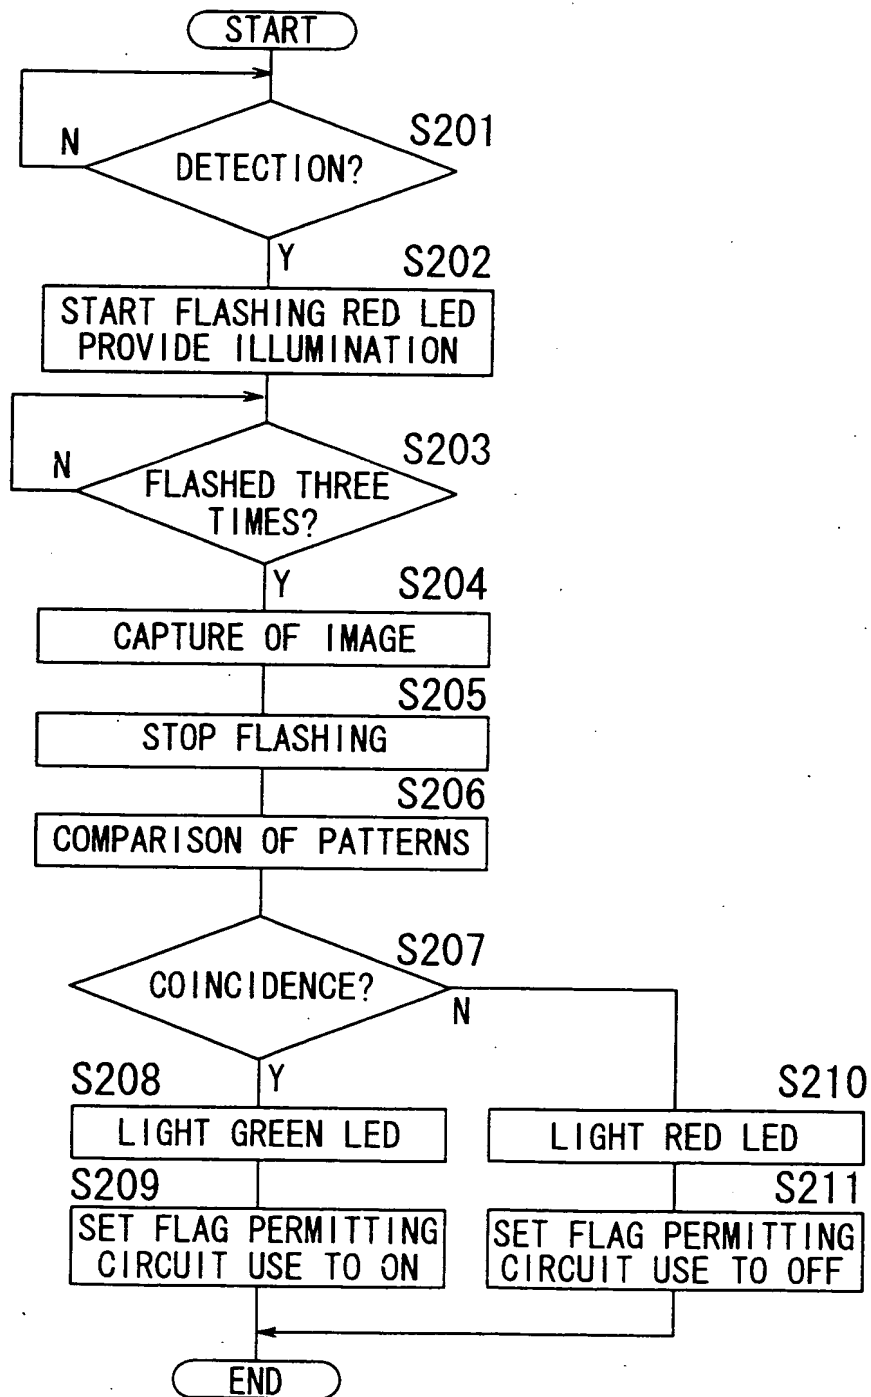 START
S201
N
DETECTION?
Y
S202
START FLASHING RED LED
PROVIDE ILLUMINATION
S203
N
FLASHED THREE
TIMES?
Y
S204
CAPTURE OF IMAGE
S205
STOP FLASHING
S206
COMPARISON OF PATTERNS
S207
COINCIDENCE?
N
Y
S208
LIGHT GREEN LED
S209
SET FLAG PERMITTING
CIRCUIT USE TO ON
S210
LIGHT RED LED
S211
SET FLAG PERMITTING
CIRCUIT USE TO OFF
END